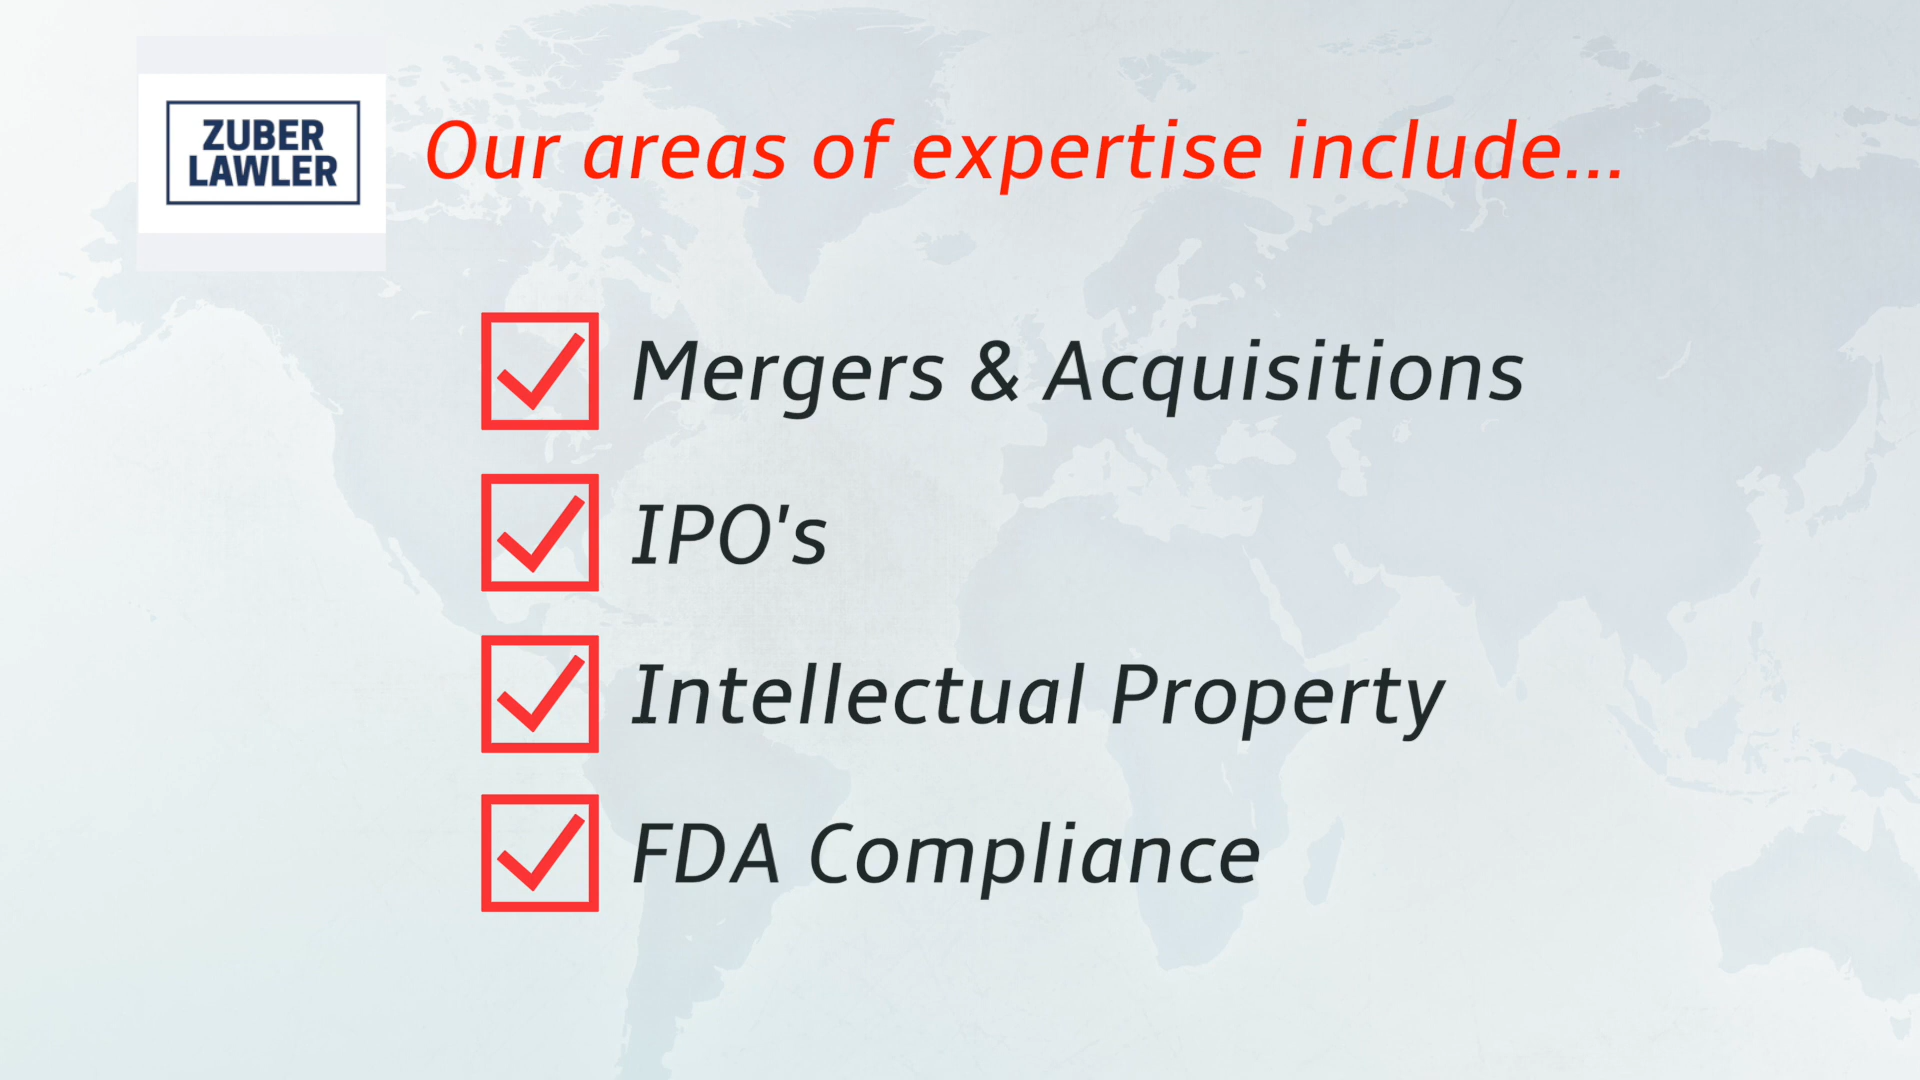 ZUBER
LAWLER
Our areas of expertise include...
Mergers & Acquisitions
IPO's
Intellectual Property
FDA Compliance